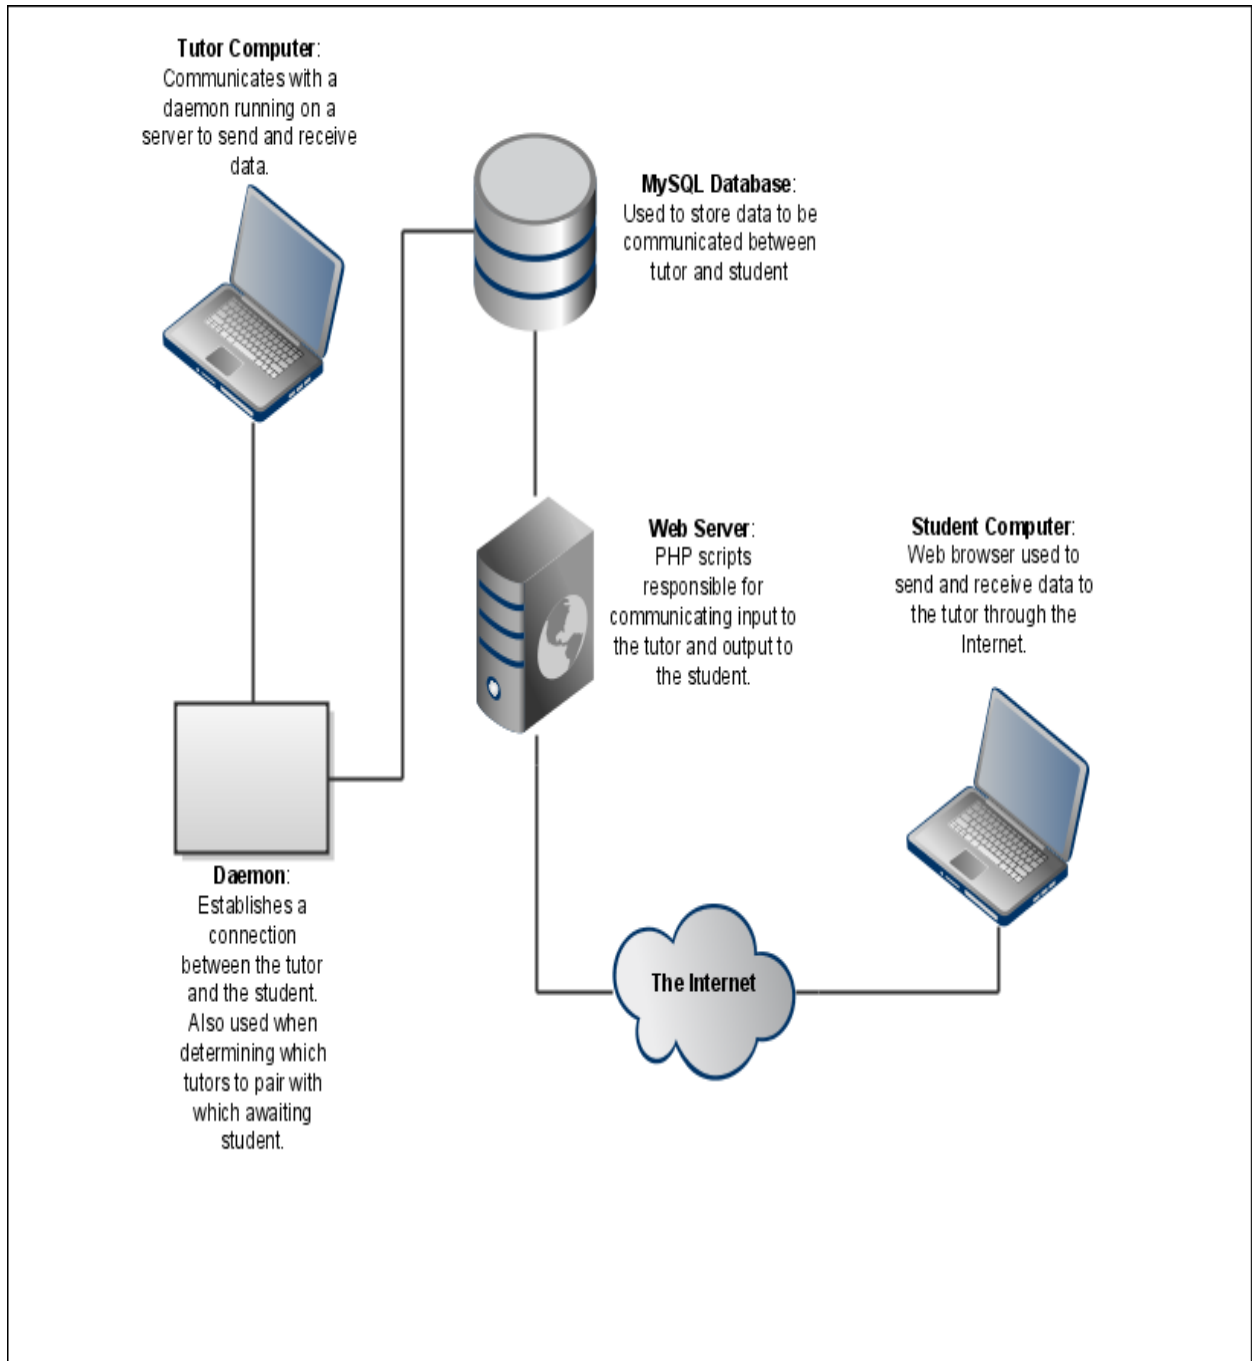 Tutor Computer:
Communicates with a
daemon running on a
server to send and receive
data.
MySQL Database:
Used to store data to be
communicated between
tutor and student
Web Server:
PHP scripts
responsible for
communicating input to
the tutor and output to
the student.
Student Computer:
Web browser used to
send and receive data to
the tutor through the
Internet.
Daemon:
Establishes a
connection
between the tutor
and the student.
Also used when
determining which
tutors to pair with
which awaiting
student.
The Internet